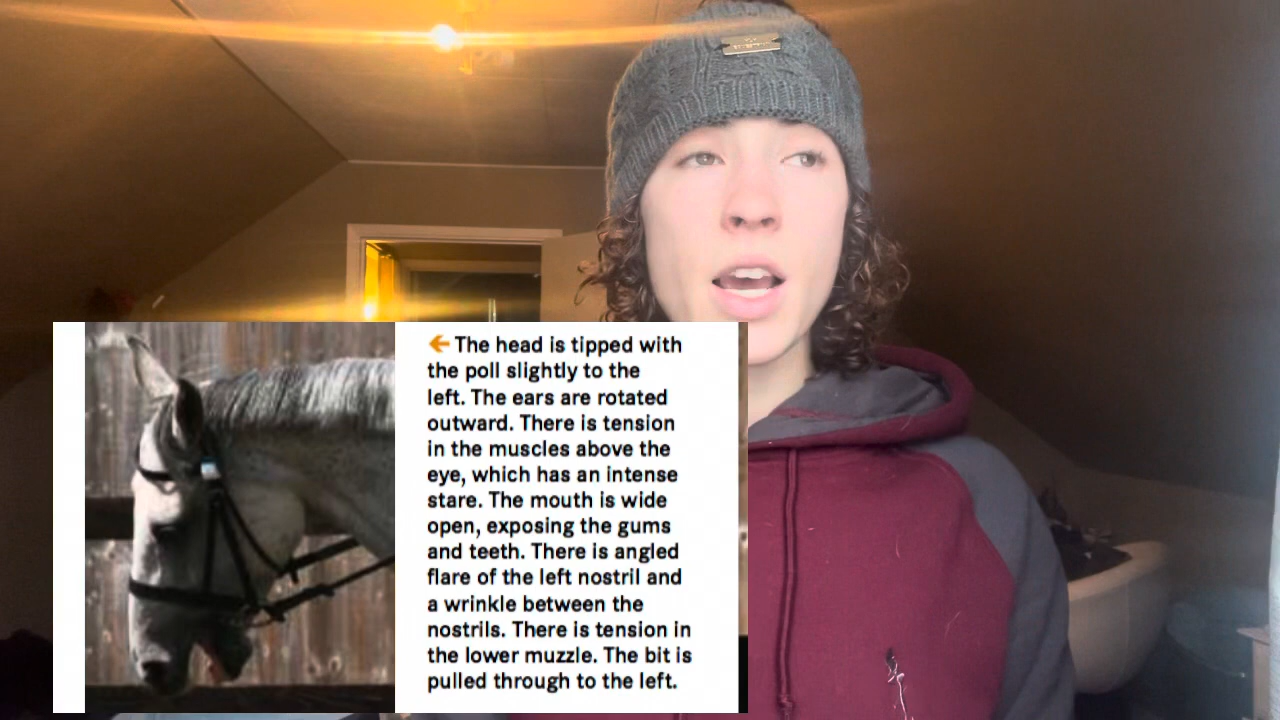 ← The head is tipped with
the poll slightly to the
left. The ears are rotated
outward. There is tension
in the muscles above the
eye, which has an intense
stare. The mouth is wide
open, exposing the gums
and teeth. There is angled
flare of the left nostril and
a wrinkle between the
nostrils. There is tension in
the lower muzzle. The bit is
pulled through to the left.